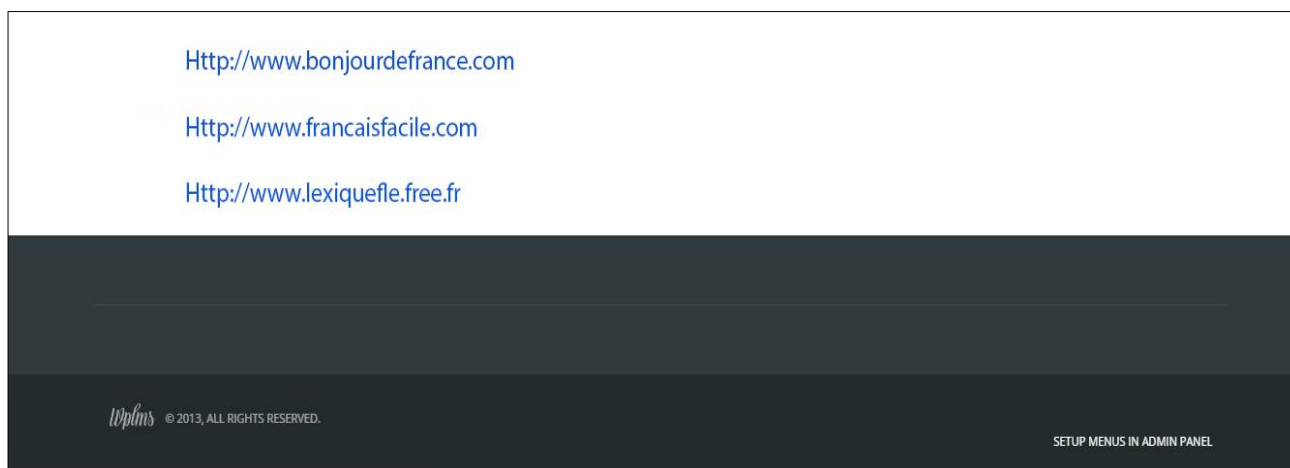 Http://www.bonjourdefrance.com
Http://www.francaisfacile.com
Http://www.lexiquefle.free.fr
Wplms © 2013, ALL RIGHTS RESERVED.
SETUP MENUS IN ADMIN PANEL